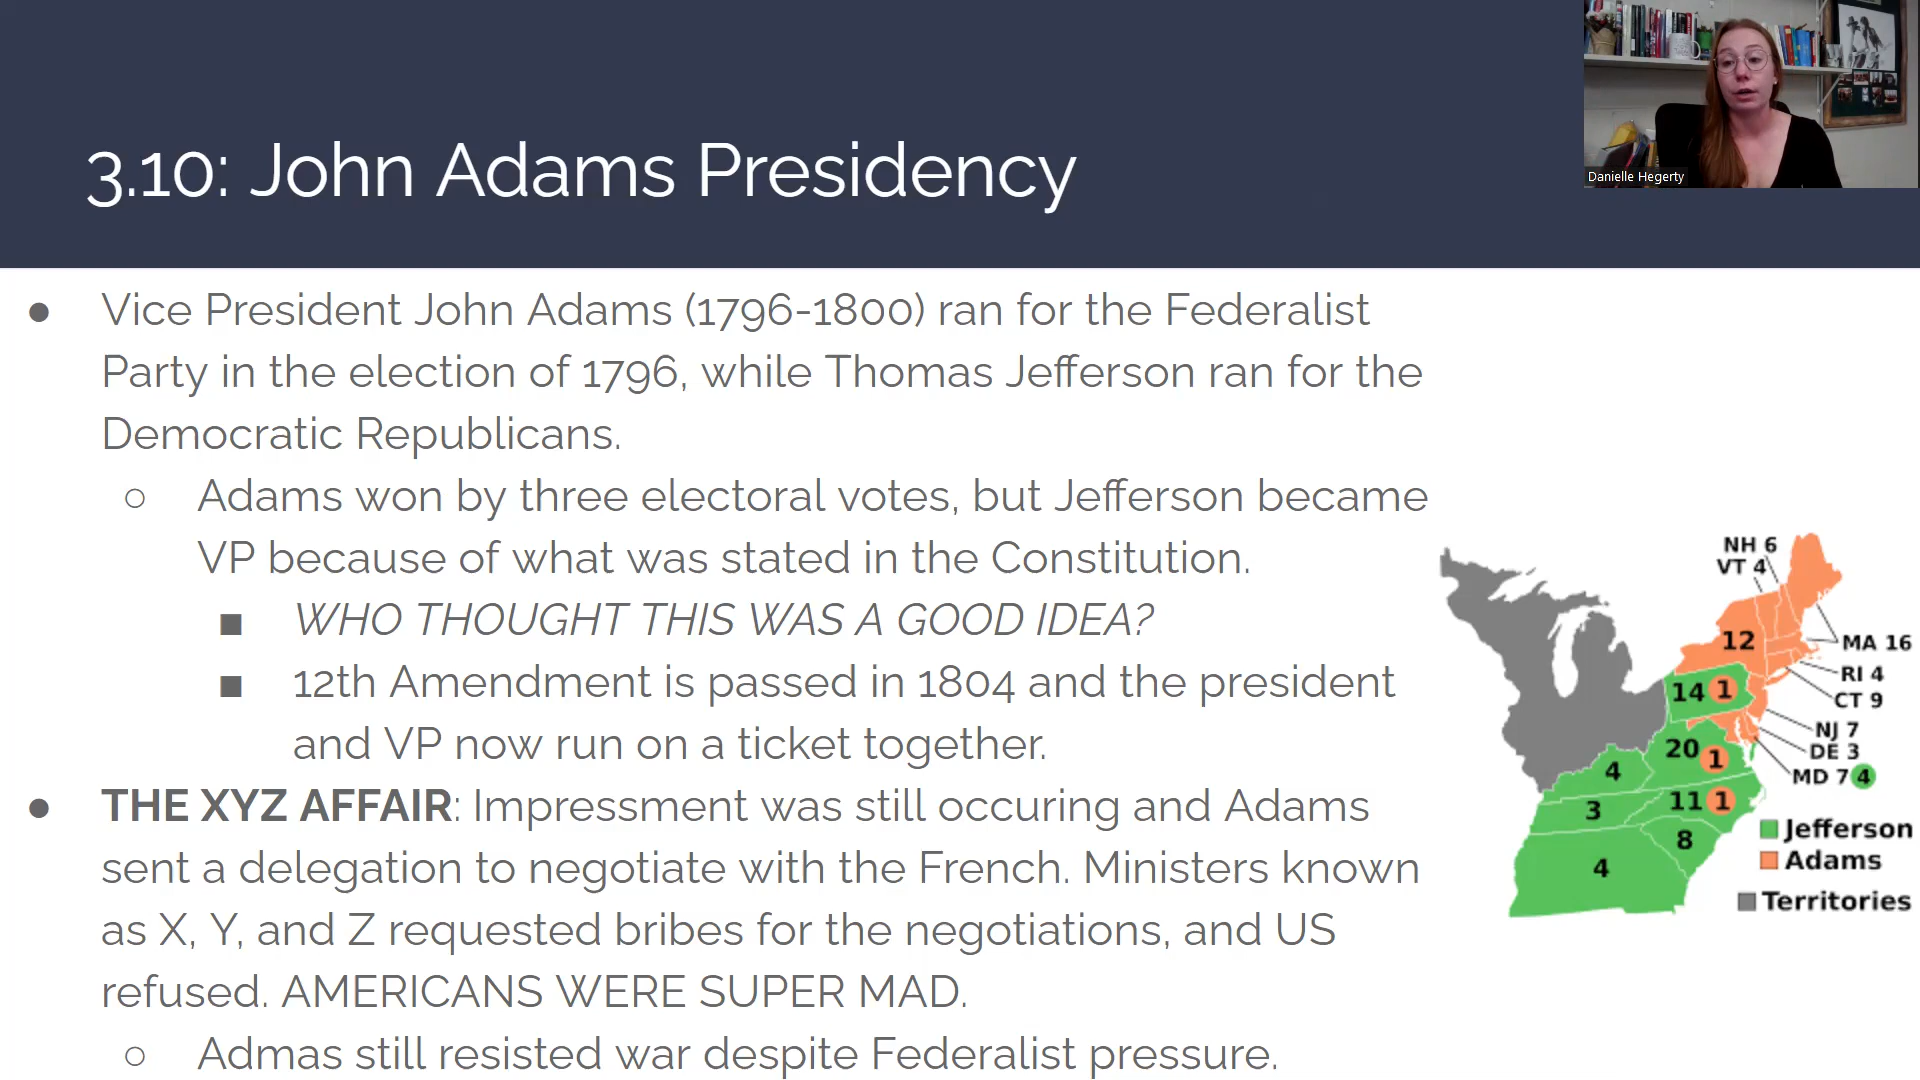 3.10: John Adams Presidency
Danielle Hegerty
● Vice President John Adams (1796-1800) ran for the Federalist
Party in the election of 1796, while Thomas Jefferson ran for the
Democratic Republicans.
○ Adams won by three electoral votes, but Jefferson became
VP because of what was stated in the Constitution.
■ WHO THOUGHT THIS WAS A GOOD IDEA?
■ 12th Amendment is passed in 1804 and the president
and VP now run on a ticket together.
● THE XYZ AFFAIR: Impressment was still occuring and Adams
sent a delegation to negotiate with the French. Ministers known
as X, Y, and Z requested bribes for the negotiations, and US
refused. AMERICANS WERE SUPER MAD.
○ Admas still resisted war despite Federalist pressure.
NH 6
VT 4
12
MA 16
RI 4
14 1
CT 9
NJ 7
20 1
DE 3
4
MD 7 4
3
11 1
8
4
Jefferson
Adams
Territories